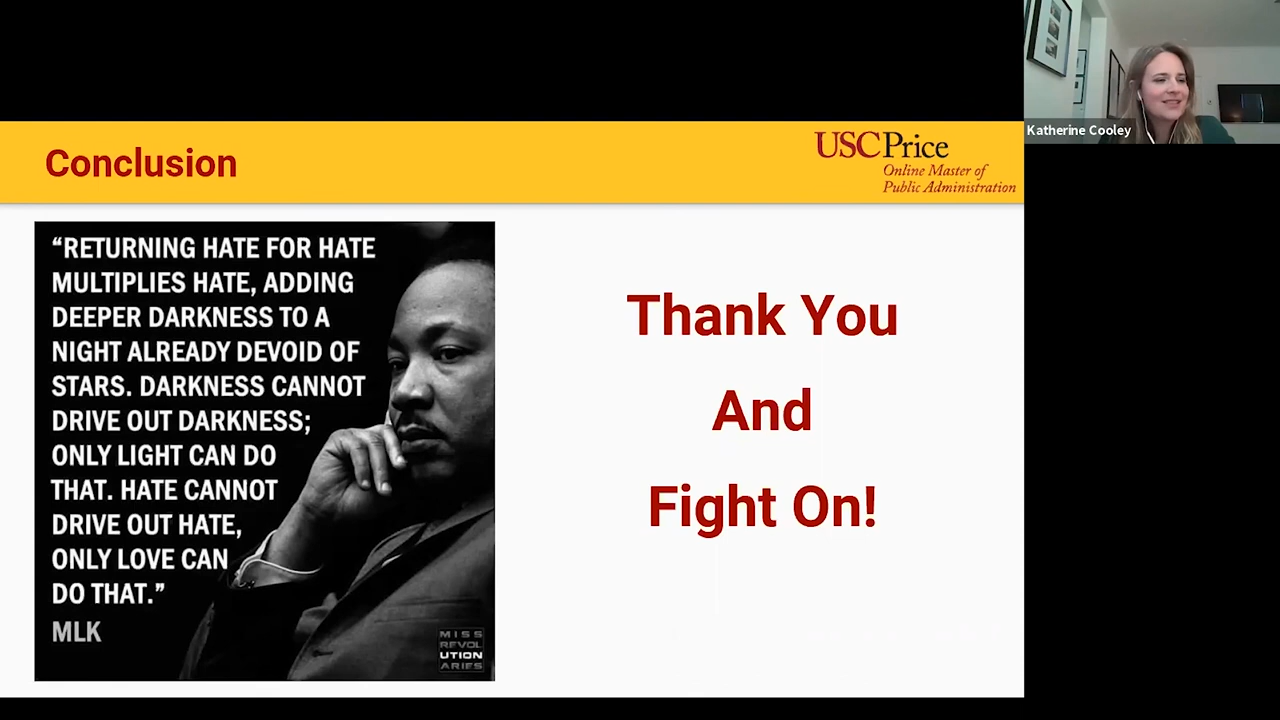 Katherine Cooley
Conclusion
USCPrice
Online Master of
Public Administration
“RETURNING HATE FOR HATE
MULTIPLIES HATE, ADDING
DEEPER DARKNESS TO A
NIGHT ALREADY DEVOID OF
STARS. DARKNESS CANNOT
DRIVE OUT DARKNESS;
ONLY LIGHT CAN DO
THAT. HATE CANNOT
DRIVE OUT HATE,
ONLY LOVE CAN
DO THAT.”
MLK
MISS
REVOL
UTION
ARIES
Thank You
And
Fight On!